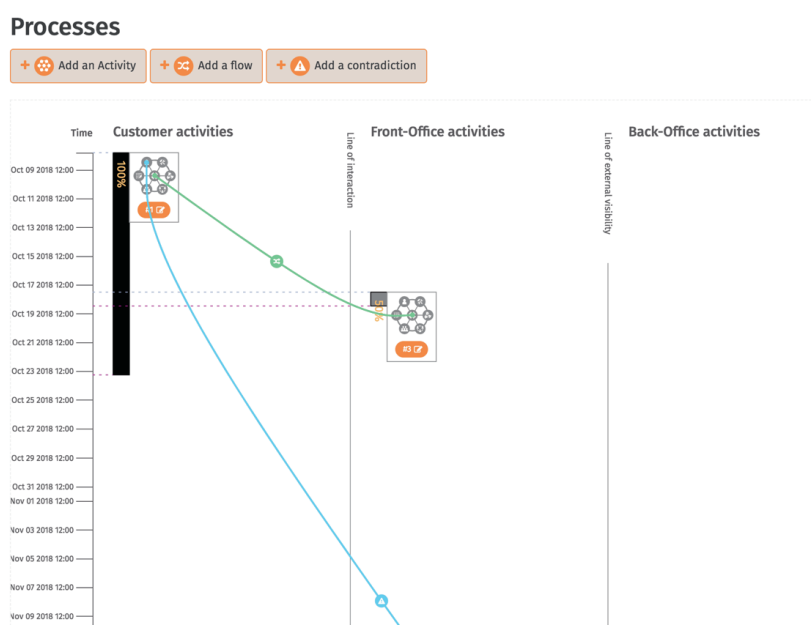 Processes
+ Add an Activity + Add a flow + Add a contradiction
Time Customer activities Front-Office activities Back-Office activities
Line of interaction
Line of external visibility
100%
Oct 09 2018 12:00
Oct 11 2018 12:00
#1
Oct 13 2018 12:00
Oct 15 2018 12:00
Oct 17 2018 12:00
50%
Oct 19 2018 12:00
Oct 21 2018 12:00
#3
Oct 23 2018 12:00
Oct 25 2018 12:00
Oct 27 2018 12:00
Oct 29 2018 12:00
Oct 31 2018 12:00
Nov 01 2018 12:00
Nov 03 2018 12:00
Nov 05 2018 12:00
Nov 07 2018 12:00
Nov 09 2018 12:00